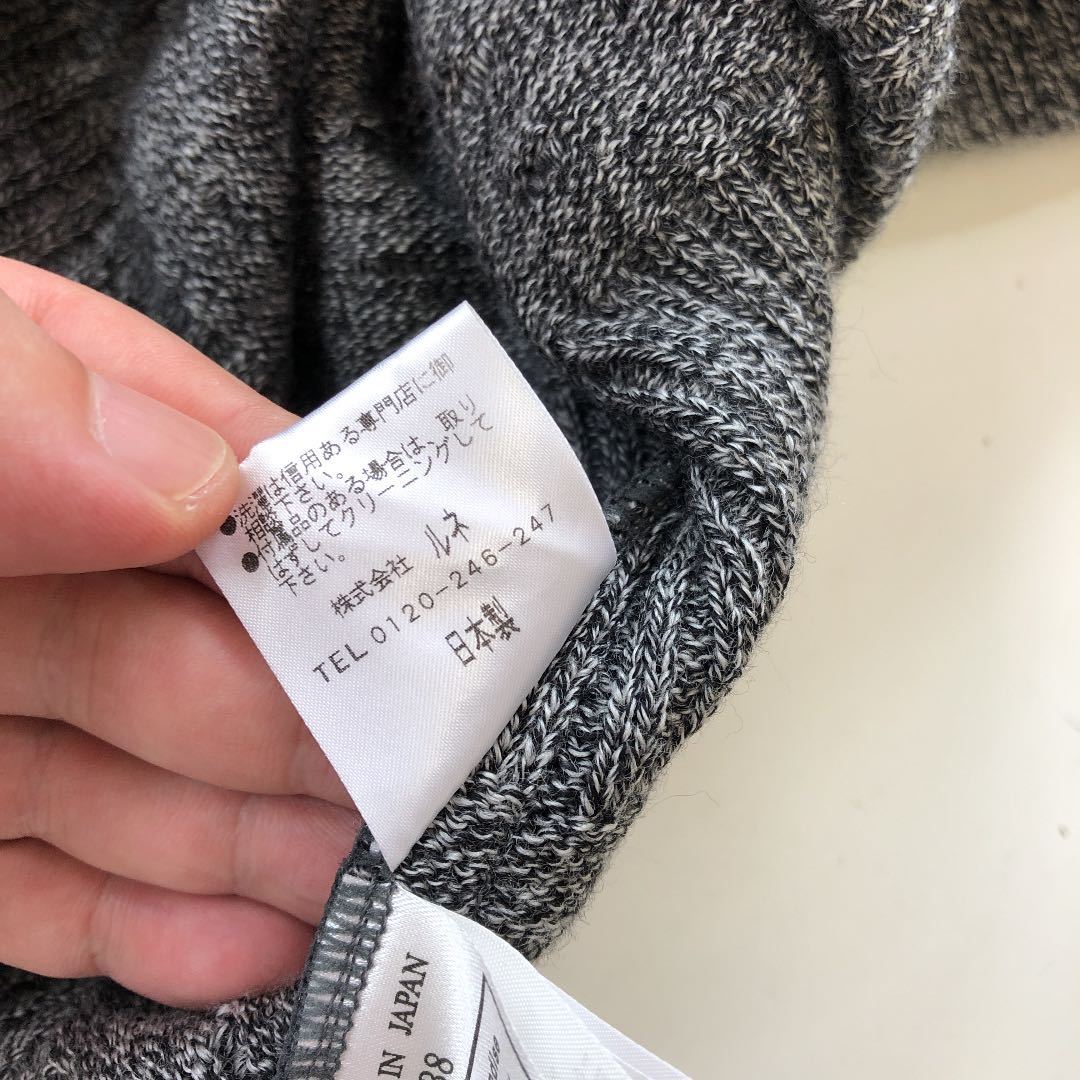 ●洗濯は信用ある専門店に御
相談下さい。
●付属品のある場合は、取り
はずしてクリーニングして
下さい。
株式会社 ルネ
TEL 0120-246-247
日本製
IN JAPAN
38